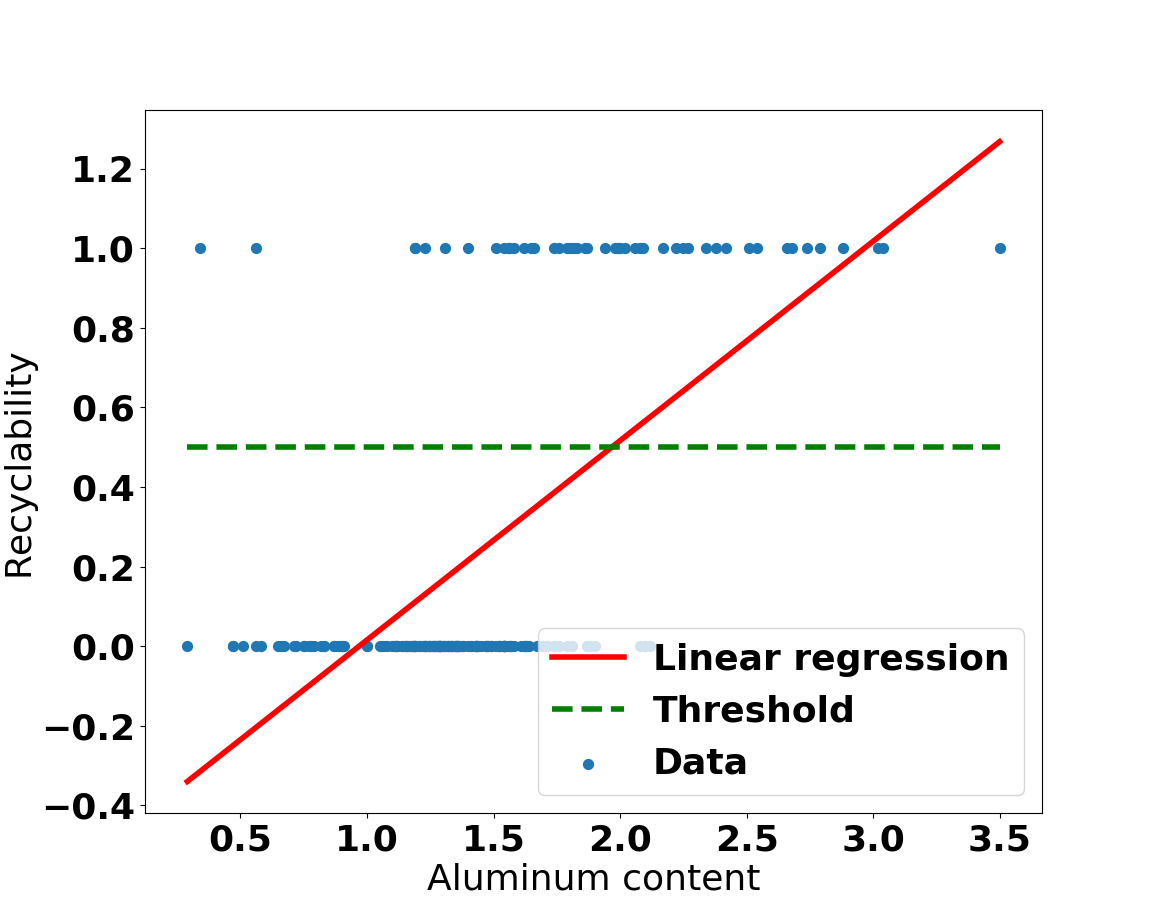 1.2
1.0
0.8
0.6
0.4
0.2
0.0
−0.2
−0.4
Recyclability
Linear regression
Threshold
Data
0.5 1.0 1.5 2.0 2.5 3.0 3.5
Aluminum content